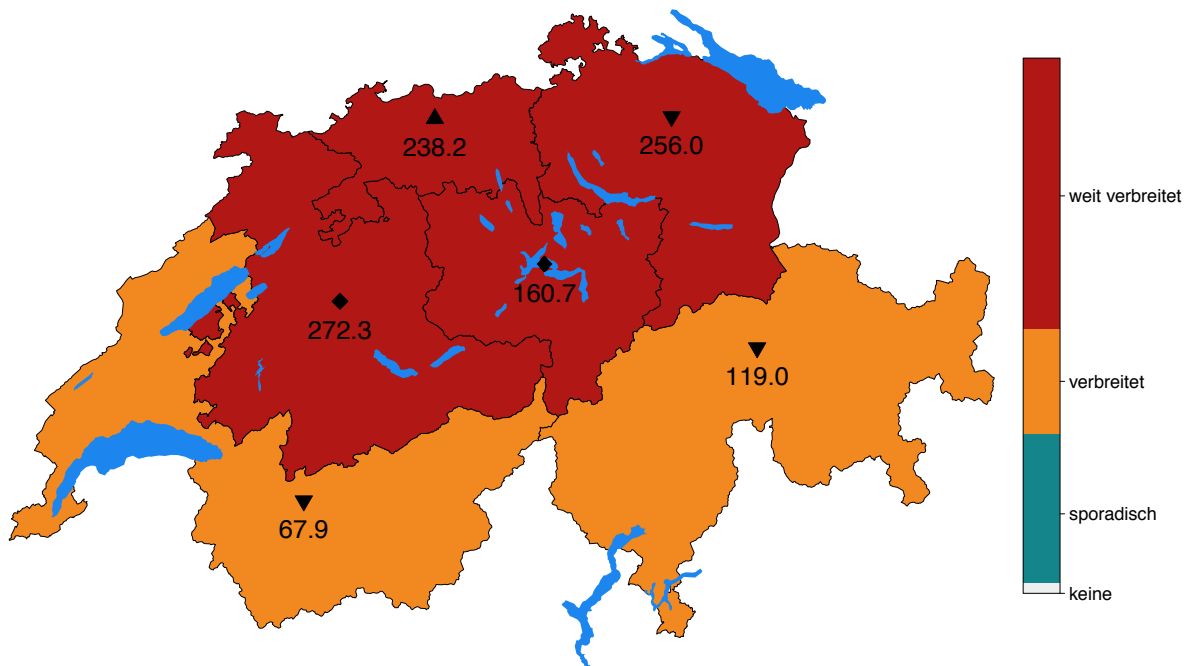 238.2
256.0
160.7
272.3
119.0
67.9
weit verbreitet
verbreitet
sporadisch
keine